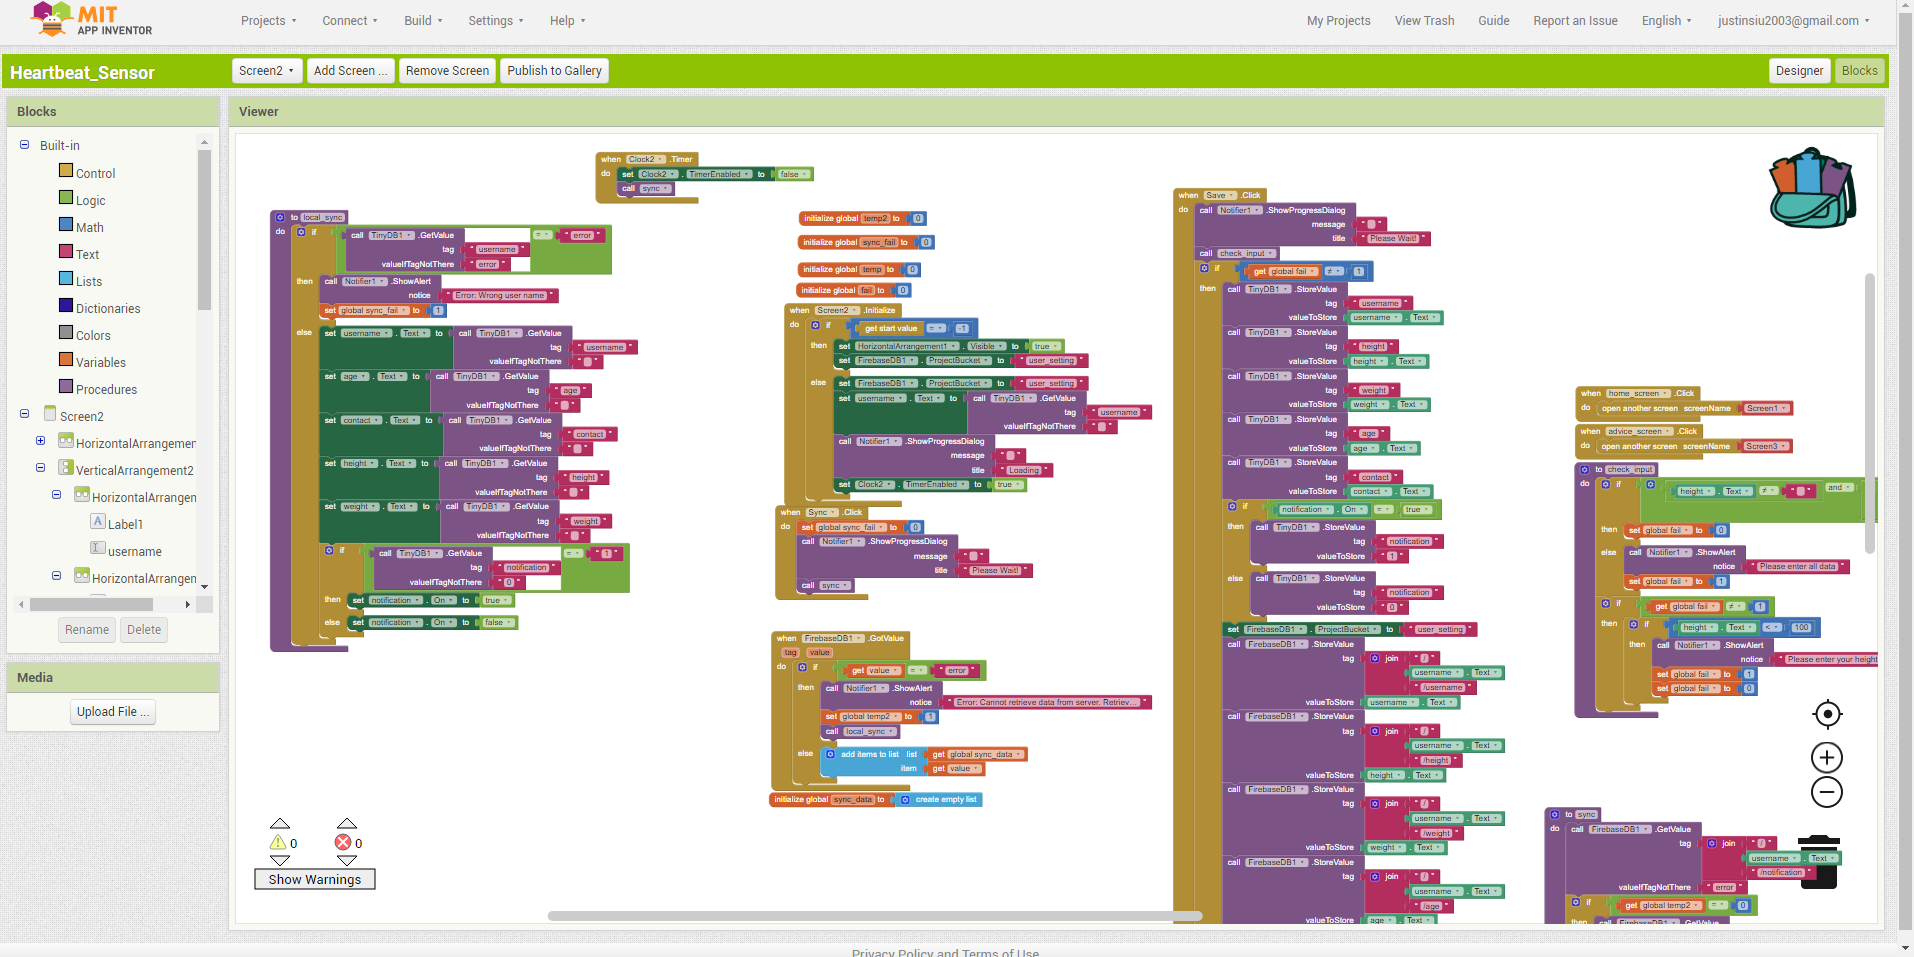 MIT
APP INVENTOR
Projects
Connect
Build
Settings
Help
My Projects
View Trash
Guide
Report an Issue
English
justinsiu2003@gmail.com
Heartbeat_Sensor
Screen2
Add Screen ...
Remove Screen
Publish to Gallery
Designer
Blocks
Blocks
Built-in
Control
Logic
Math
Text
Lists
Dictionaries
Colors
Variables
Procedures
Screen2
HorizontalArrangemen
VerticalArrangement2
HorizontalArrangen
Label1
username
HorizontalArrangen
Rename
Delete
Media
Upload File ...
Viewer
when Clock2 .Timer
do set Clock2 . TimerEnabled to false
call sync
to local_sync
do if call TinyDB1 .GetValue = " error "
tag " username "
valueIfTagNotThere " error "
then call Notifier1 .ShowAlert
notice " Error: Wrong user name "
set global sync_fail to 1
else set username . Text to call TinyDB1 .GetValue
tag " username "
valueIfTagNotThere " "
set age . Text to call TinyDB1 .GetValue
tag " age "
valueIfTagNotThere " "
set contact . Text to call TinyDB1 .GetValue
tag " contact "
valueIfTagNotThere " "
set height . Text to call TinyDB1 .GetValue
tag " height "
valueIfTagNotThere " "
set weight . Text to call TinyDB1 .GetValue
tag " weight "
valueIfTagNotThere " "
if call TinyDB1 .GetValue = " 1 "
tag " notification "
valueIfTagNotThere " 0 "
then set notification . On to true
else set notification . On to false
0
0
Show Warnings
initialize global temp2 to 0
initialize global sync_fail to 0
initialize global temp to 0
initialize global fail to 0
when Screen2 .Initialize
do if get start value = -1
then set HorizontalArrangement1 . Visible to true
set FirebaseDB1 . ProjectBucket to " user_setting "
else set FirebaseDB1 . ProjectBucket to " user_setting "
set username . Text to call TinyDB1 .GetValue
tag " username "
valueIfTagNotThere " "
call Notifier1 .ShowProgressDialog
message " "
title " Loading "
set Clock2 . TimerEnabled to true
when Sync .Click
do set global sync_fail to 0
call Notifier1 .ShowProgressDialog
message " "
title " Please Wait! "
call sync
when FirebaseDB1 .GotValue
tag value
do if get value = " error "
then call Notifier1 .ShowAlert
notice " Error: Cannot retrieve data from server. Retriev... "
set global temp2 to 1
call local_sync
else add items to list list get global sync_data
item get value
initialize global sync_data to create empty list
when Save .Click
do call Notifier1 .ShowProgressDialog
message " "
title " Please Wait! "
call check_input
if get global fail ≠ 1
then call TinyDB1 .StoreValue
tag " username "
valueToStore username . Text
call TinyDB1 .StoreValue
tag " height "
valueToStore height . Text
call TinyDB1 .StoreValue
tag " weight "
valueToStore weight . Text
call TinyDB1 .StoreValue
tag " age "
valueToStore age . Text
call TinyDB1 .StoreValue
tag " contact "
valueToStore contact . Text
if notification . On = true
then call TinyDB1 .StoreValue
tag " notification "
valueToStore " 1 "
else call TinyDB1 .StoreValue
tag " notification "
valueToStore " 0 "
set FirebaseDB1 . ProjectBucket to " user_setting "
call FirebaseDB1 .StoreValue
tag join " / "
username . Text
" /username "
valueToStore username . Text
call FirebaseDB1 .StoreValue
tag join " / "
username . Text
" /height "
valueToStore height . Text
call FirebaseDB1 .StoreValue
tag join " / "
username . Text
" /weight "
valueToStore weight . Text
call FirebaseDB1 .StoreValue
tag join " / "
username . Text
" /age "
valueToStore age . Text
when home_screen .Click
do open another screen screenName " Screen1 "
when advice_screen .Click
do open another screen screenName " Screen3 "
to check_input
do if height . Text ≠ " " and
then set global fail to 0
else call Notifier1 .ShowAlert
notice " Please enter all data "
set global fail to 1
if get global fail ≠ 1
then if height . Text < 100
then call Notifier1 .ShowAlert
notice " Please enter your height
set global fail to 1
set global fail to 0
to sync
do call FirebaseDB1 .GetValue
tag join " / "
username . Text
" /notification "
valueIfTagNotThere " error "
if get global temp2 = 0
then call FirebaseDB1 .GetValue
Privacy Policy and Terms of Use